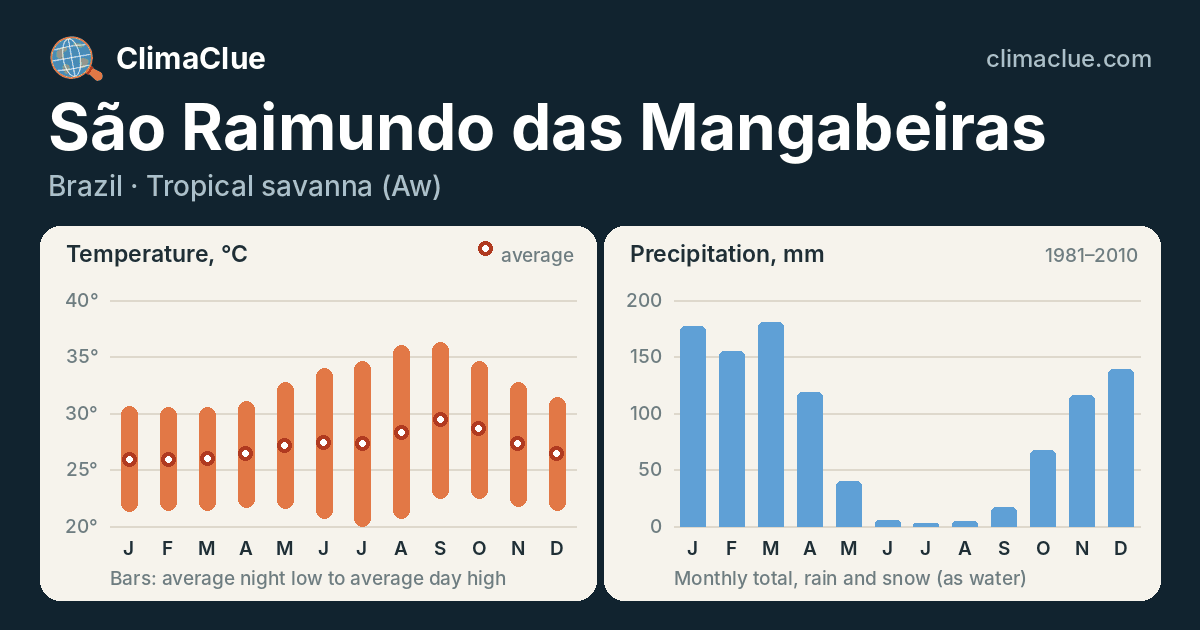 ClimaClue
climaclue.com
São Raimundo das Mangabeiras
Brazil · Tropical savanna (Aw)
Temperature, °C
average
40°
35°
30°
25°
20°
J F M A M J J A S O N D
Bars: average night low to average day high
Precipitation, mm
1981–2010
200
150
100
50
0
J F M A M J J A S O N D
Monthly total, rain and snow (as water)